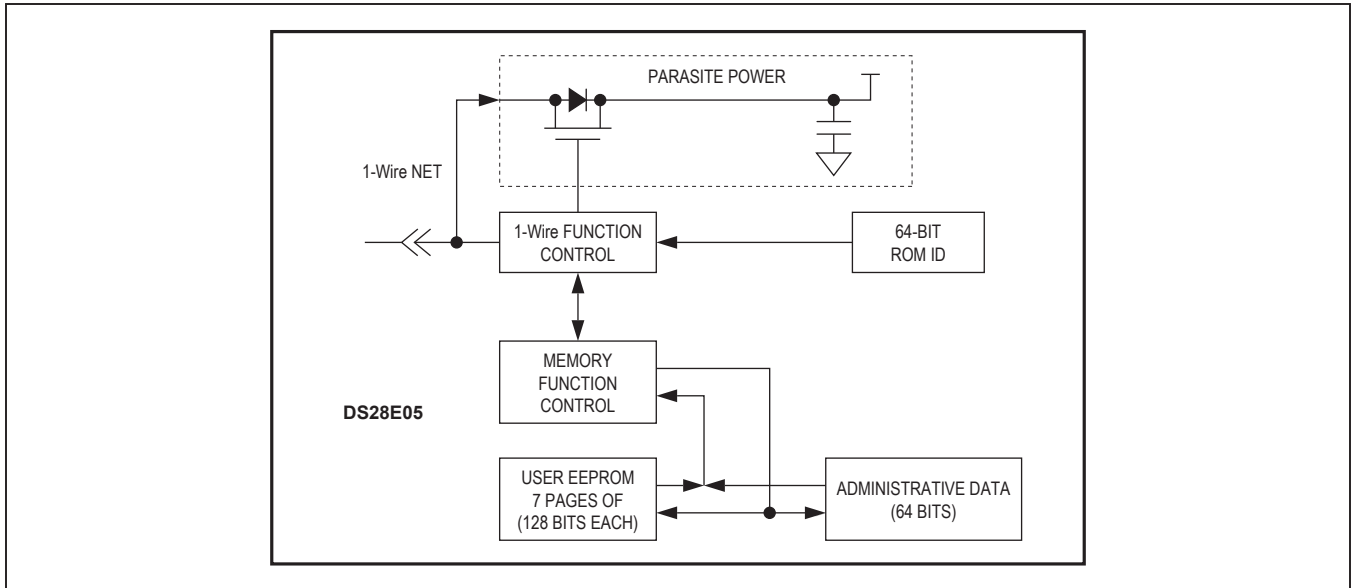 PARASITE POWER
1-Wire NET
1-Wire FUNCTION
CONTROL
64-BIT
ROM ID
MEMORY
FUNCTION
CONTROL
DS28E05
USER EEPROM
7 PAGES OF
(128 BITS EACH)
ADMINISTRATIVE DATA
(64 BITS)